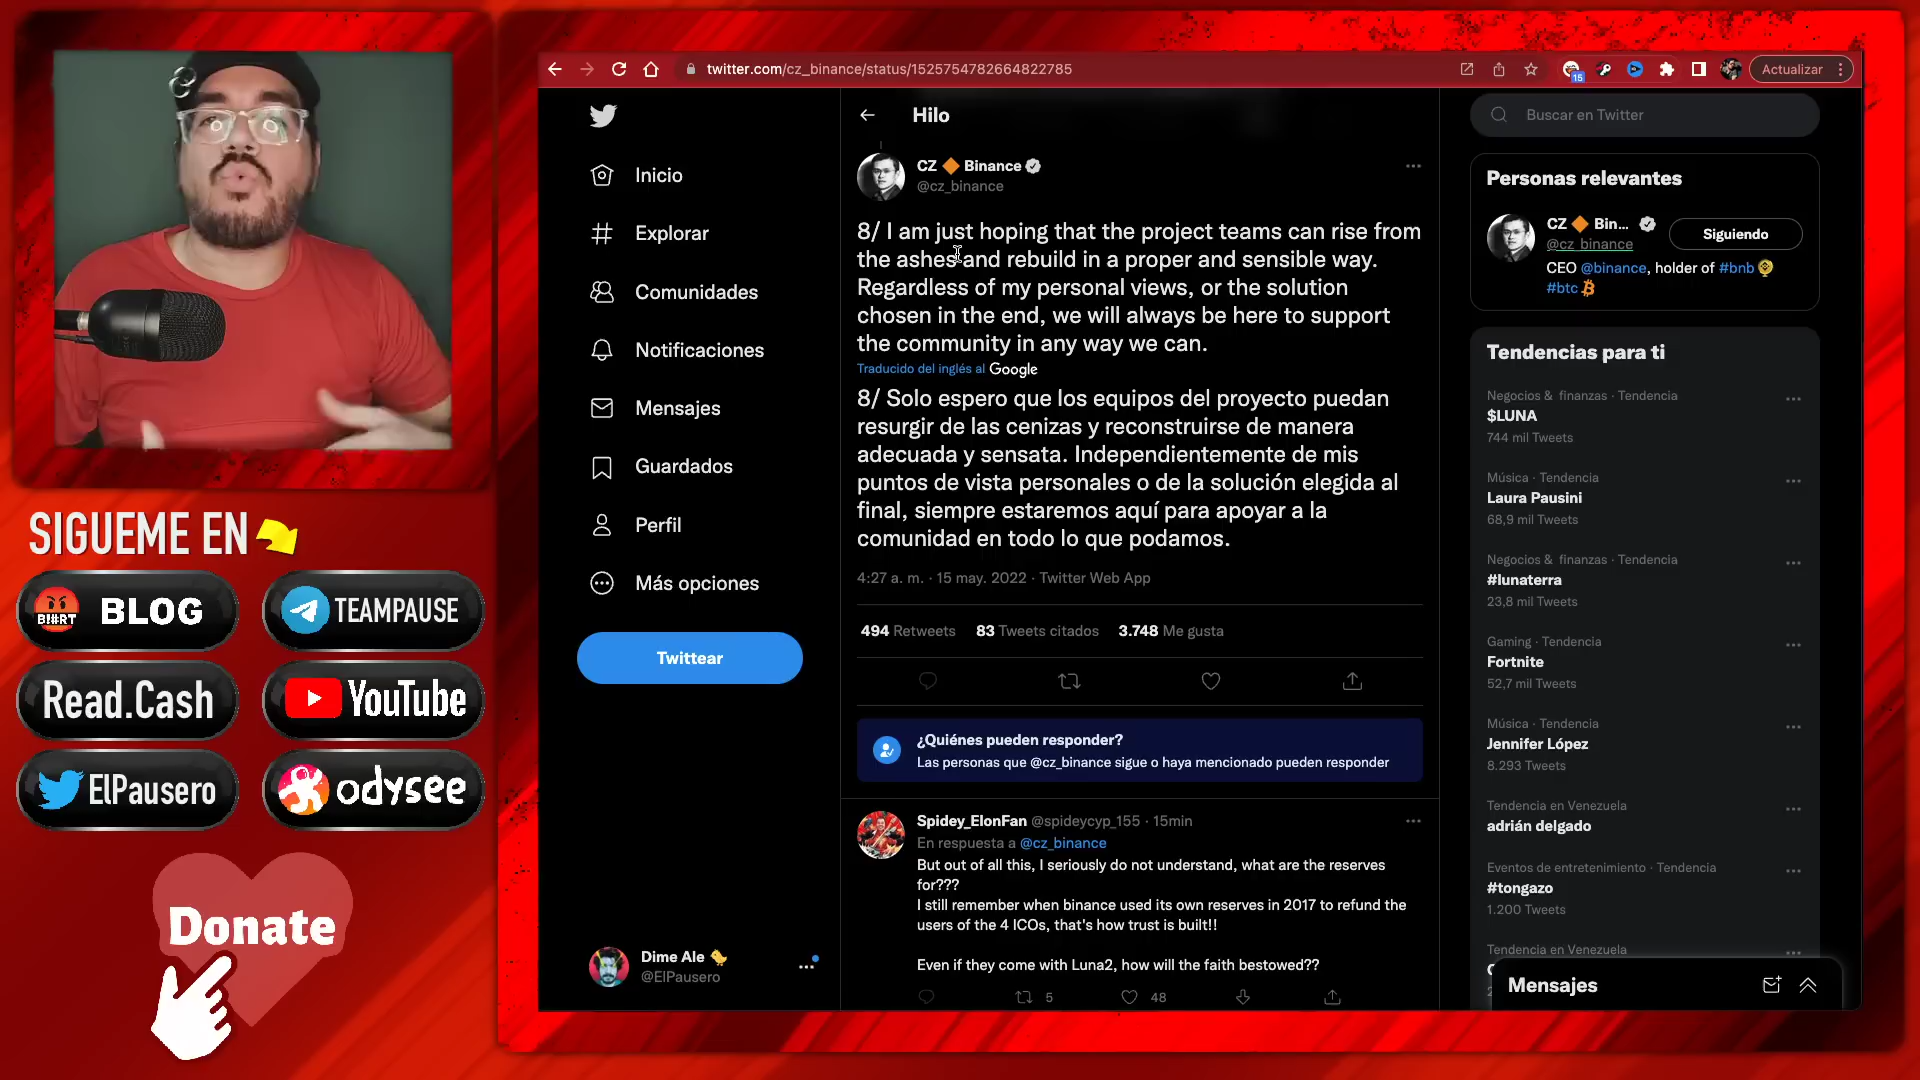 twitter.com/cz_binance/status/1525754782664822785
15
Actualizar
Hilo
Buscar en Twitter
Inicio
Explorar
Comunidades
Notificaciones
Mensajes
Guardados
Perfil
Más opciones
Twittear
Dime Ale
@ElPausero
CZ 🔶 Binance
@cz_binance
8/ I am just hoping that the project teams can rise from
the ashes and rebuild in a proper and sensible way.
Regardless of my personal views, or the solution
chosen in the end, we will always be here to support
the community in any way we can.
Traducido del inglés al Google
8/ Solo espero que los equipos del proyecto puedan
resurgir de las cenizas y reconstruirse de manera
adecuada y sensata. Independientemente de mis
puntos de vista personales o de la solución elegida al
final, siempre estaremos aquí para apoyar a la
comunidad en todo lo que podamos.
4:27 a. m. · 15 may. 2022 · Twitter Web App
494 Retweets 83 Tweets citados 3.748 Me gusta
¿Quiénes pueden responder?
Las personas que @cz_binance sigue o haya mencionado pueden responder
Spidey_ElonFan @spideycyp_155 · 15min
En respuesta a @cz_binance
But out of all this, I seriously do not understand, what are the reserves
for???
I still remember when binance used its own reserves in 2017 to refund the
users of the 4 ICOs, that's how trust is built!!
Even if they come with Luna2, how will the faith bestowed??
5 48
Personas relevantes
CZ 🔶 Bin...
@cz_binance
Siguiendo
CEO @binance, holder of #bnb
#btc
Tendencias para ti
Negocios & finanzas · Tendencia
$LUNA
744 mil Tweets
Música · Tendencia
Laura Pausini
68,9 mil Tweets
Negocios & finanzas · Tendencia
#lunaterra
23,8 mil Tweets
Gaming · Tendencia
Fortnite
52,7 mil Tweets
Música · Tendencia
Jennifer López
8.293 Tweets
Tendencia en Venezuela
adrián delgado
Eventos de entretenimiento · Tendencia
#tongazo
1.200 Tweets
Tendencia en Venezuela
Mensajes
SIGUEME EN
B!#RT BLOG
TEAMPAUSE
Read.Cash
YouTube
ElPausero
odysee
Donate